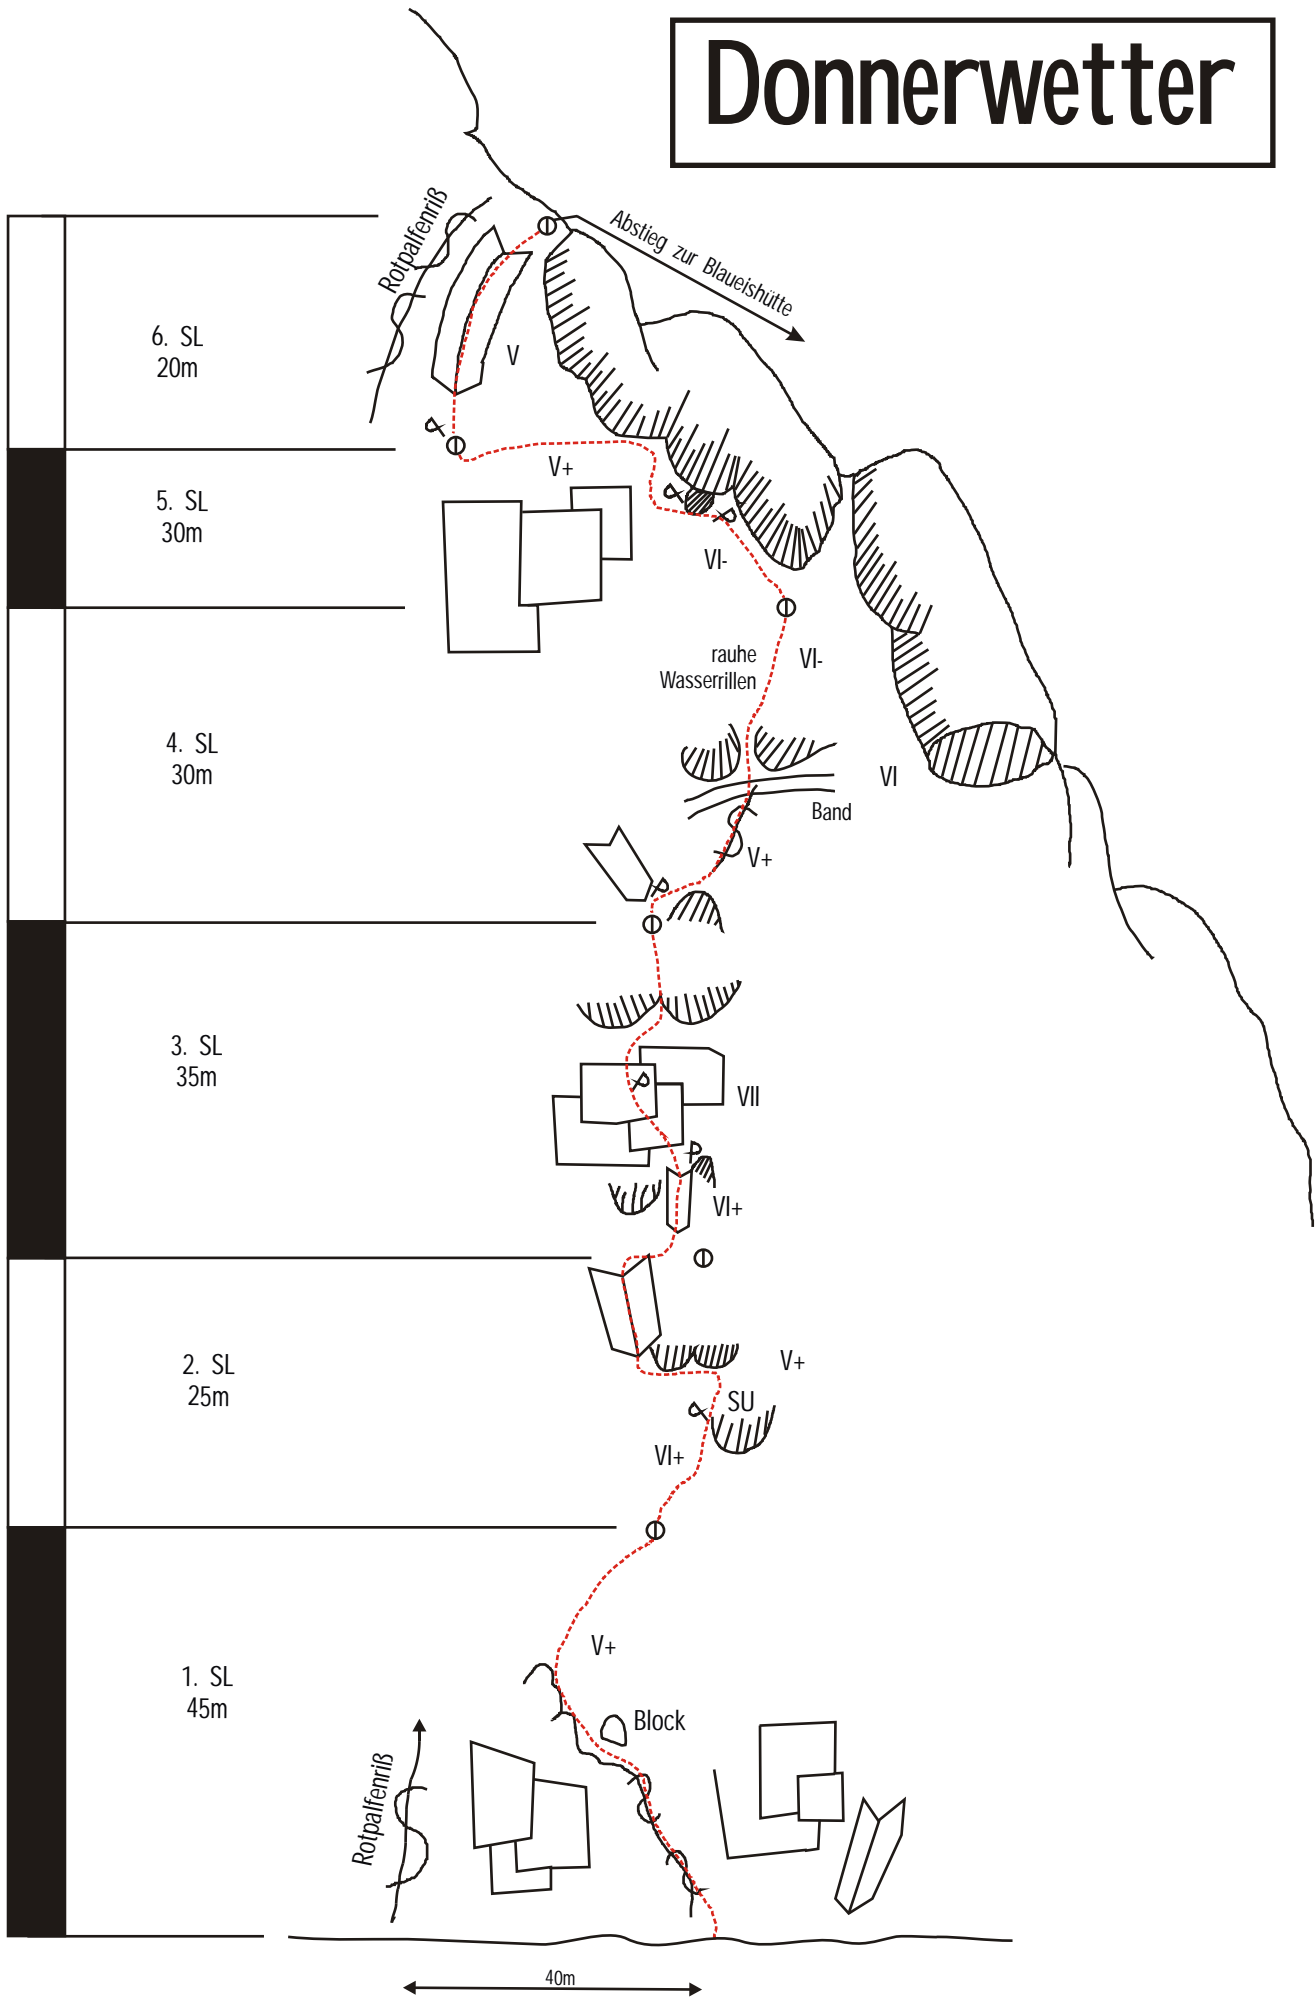 Donnerwetter
Rotpalfenriß
Abstieg zur Blaueishütte
6. SL
20m
V
V+
5. SL
30m
VI-
rauhe
Wasserrillen
VI-
4. SL
30m
VI
Band
V+
3. SL
35m
VII
VI+
2. SL
25m
V+
SU
VI+
V+
1. SL
45m
Block
Rotpalfenriß
40m